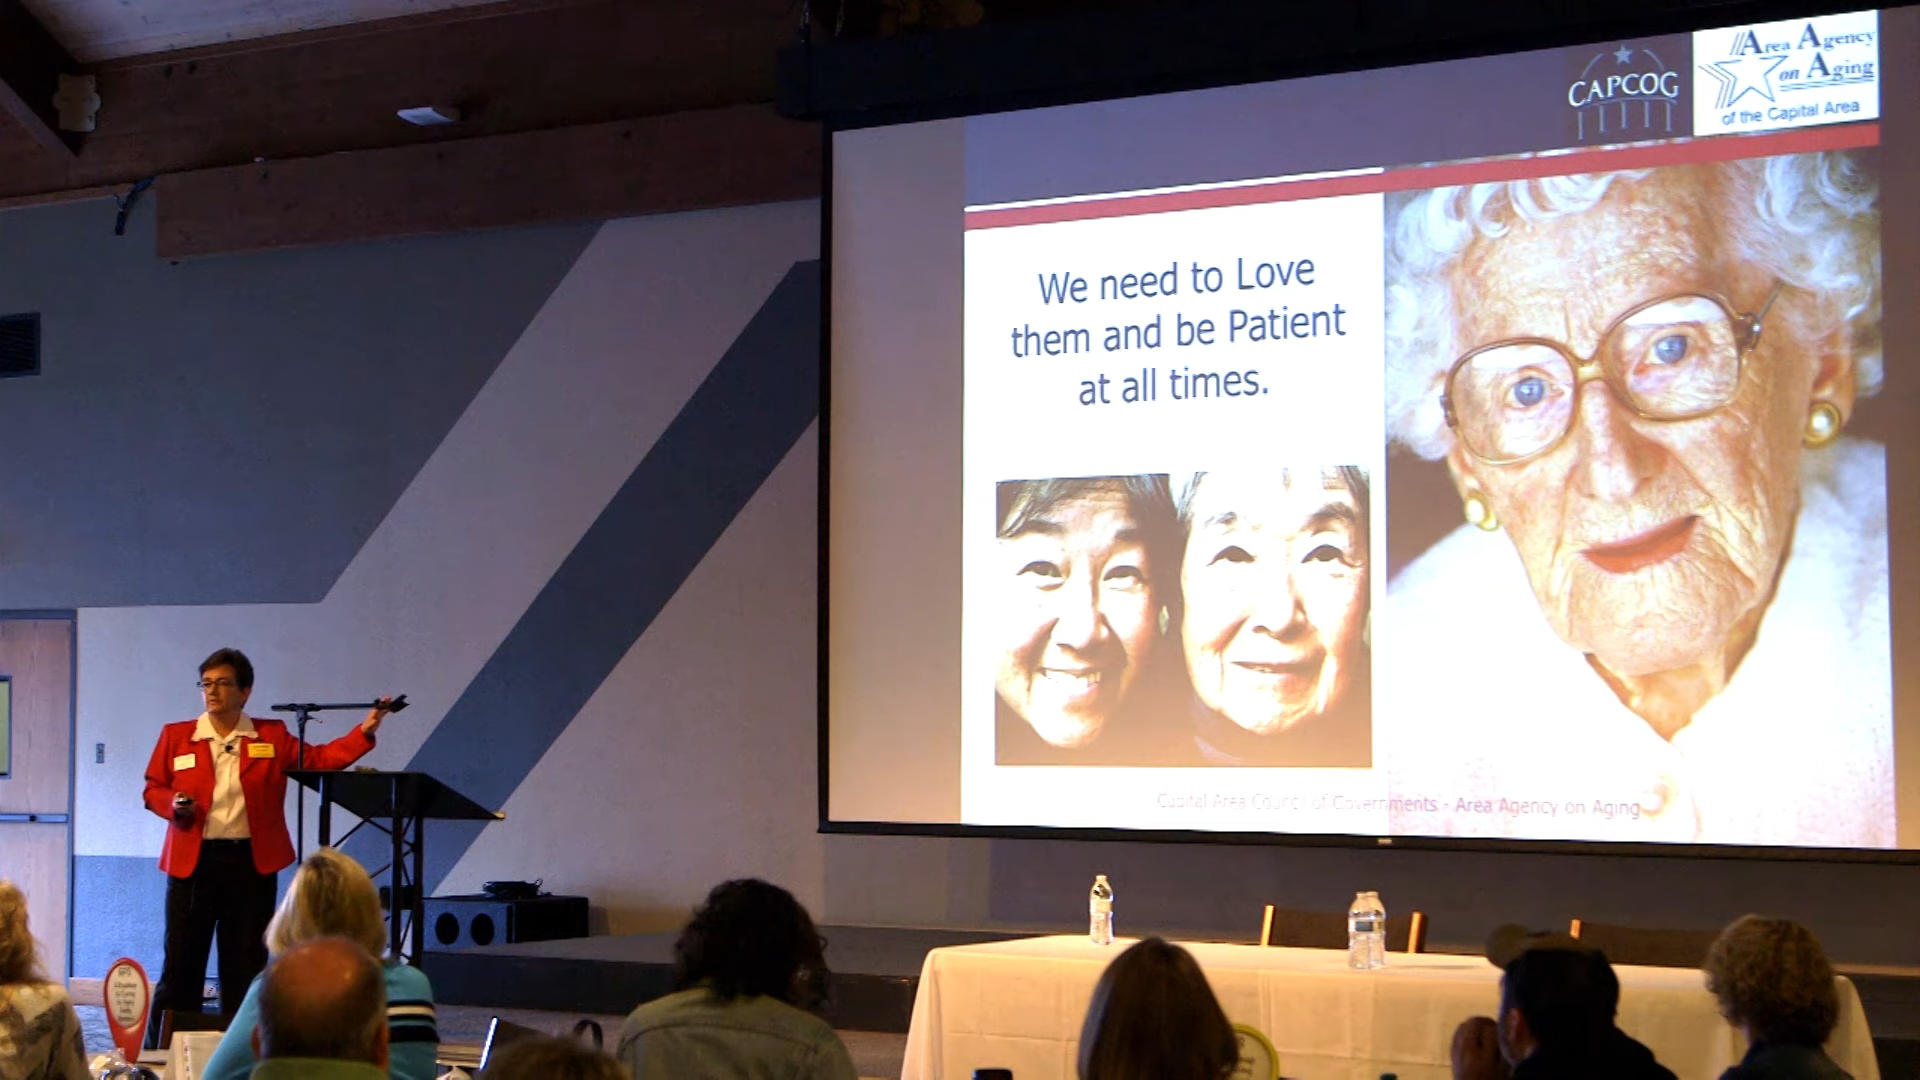 CAPCOG
Area Agency
on Aging
of the Capital Area
We need to Love
them and be Patient
at all times.
Capital Area Council of Governments - Area Agency on Aging